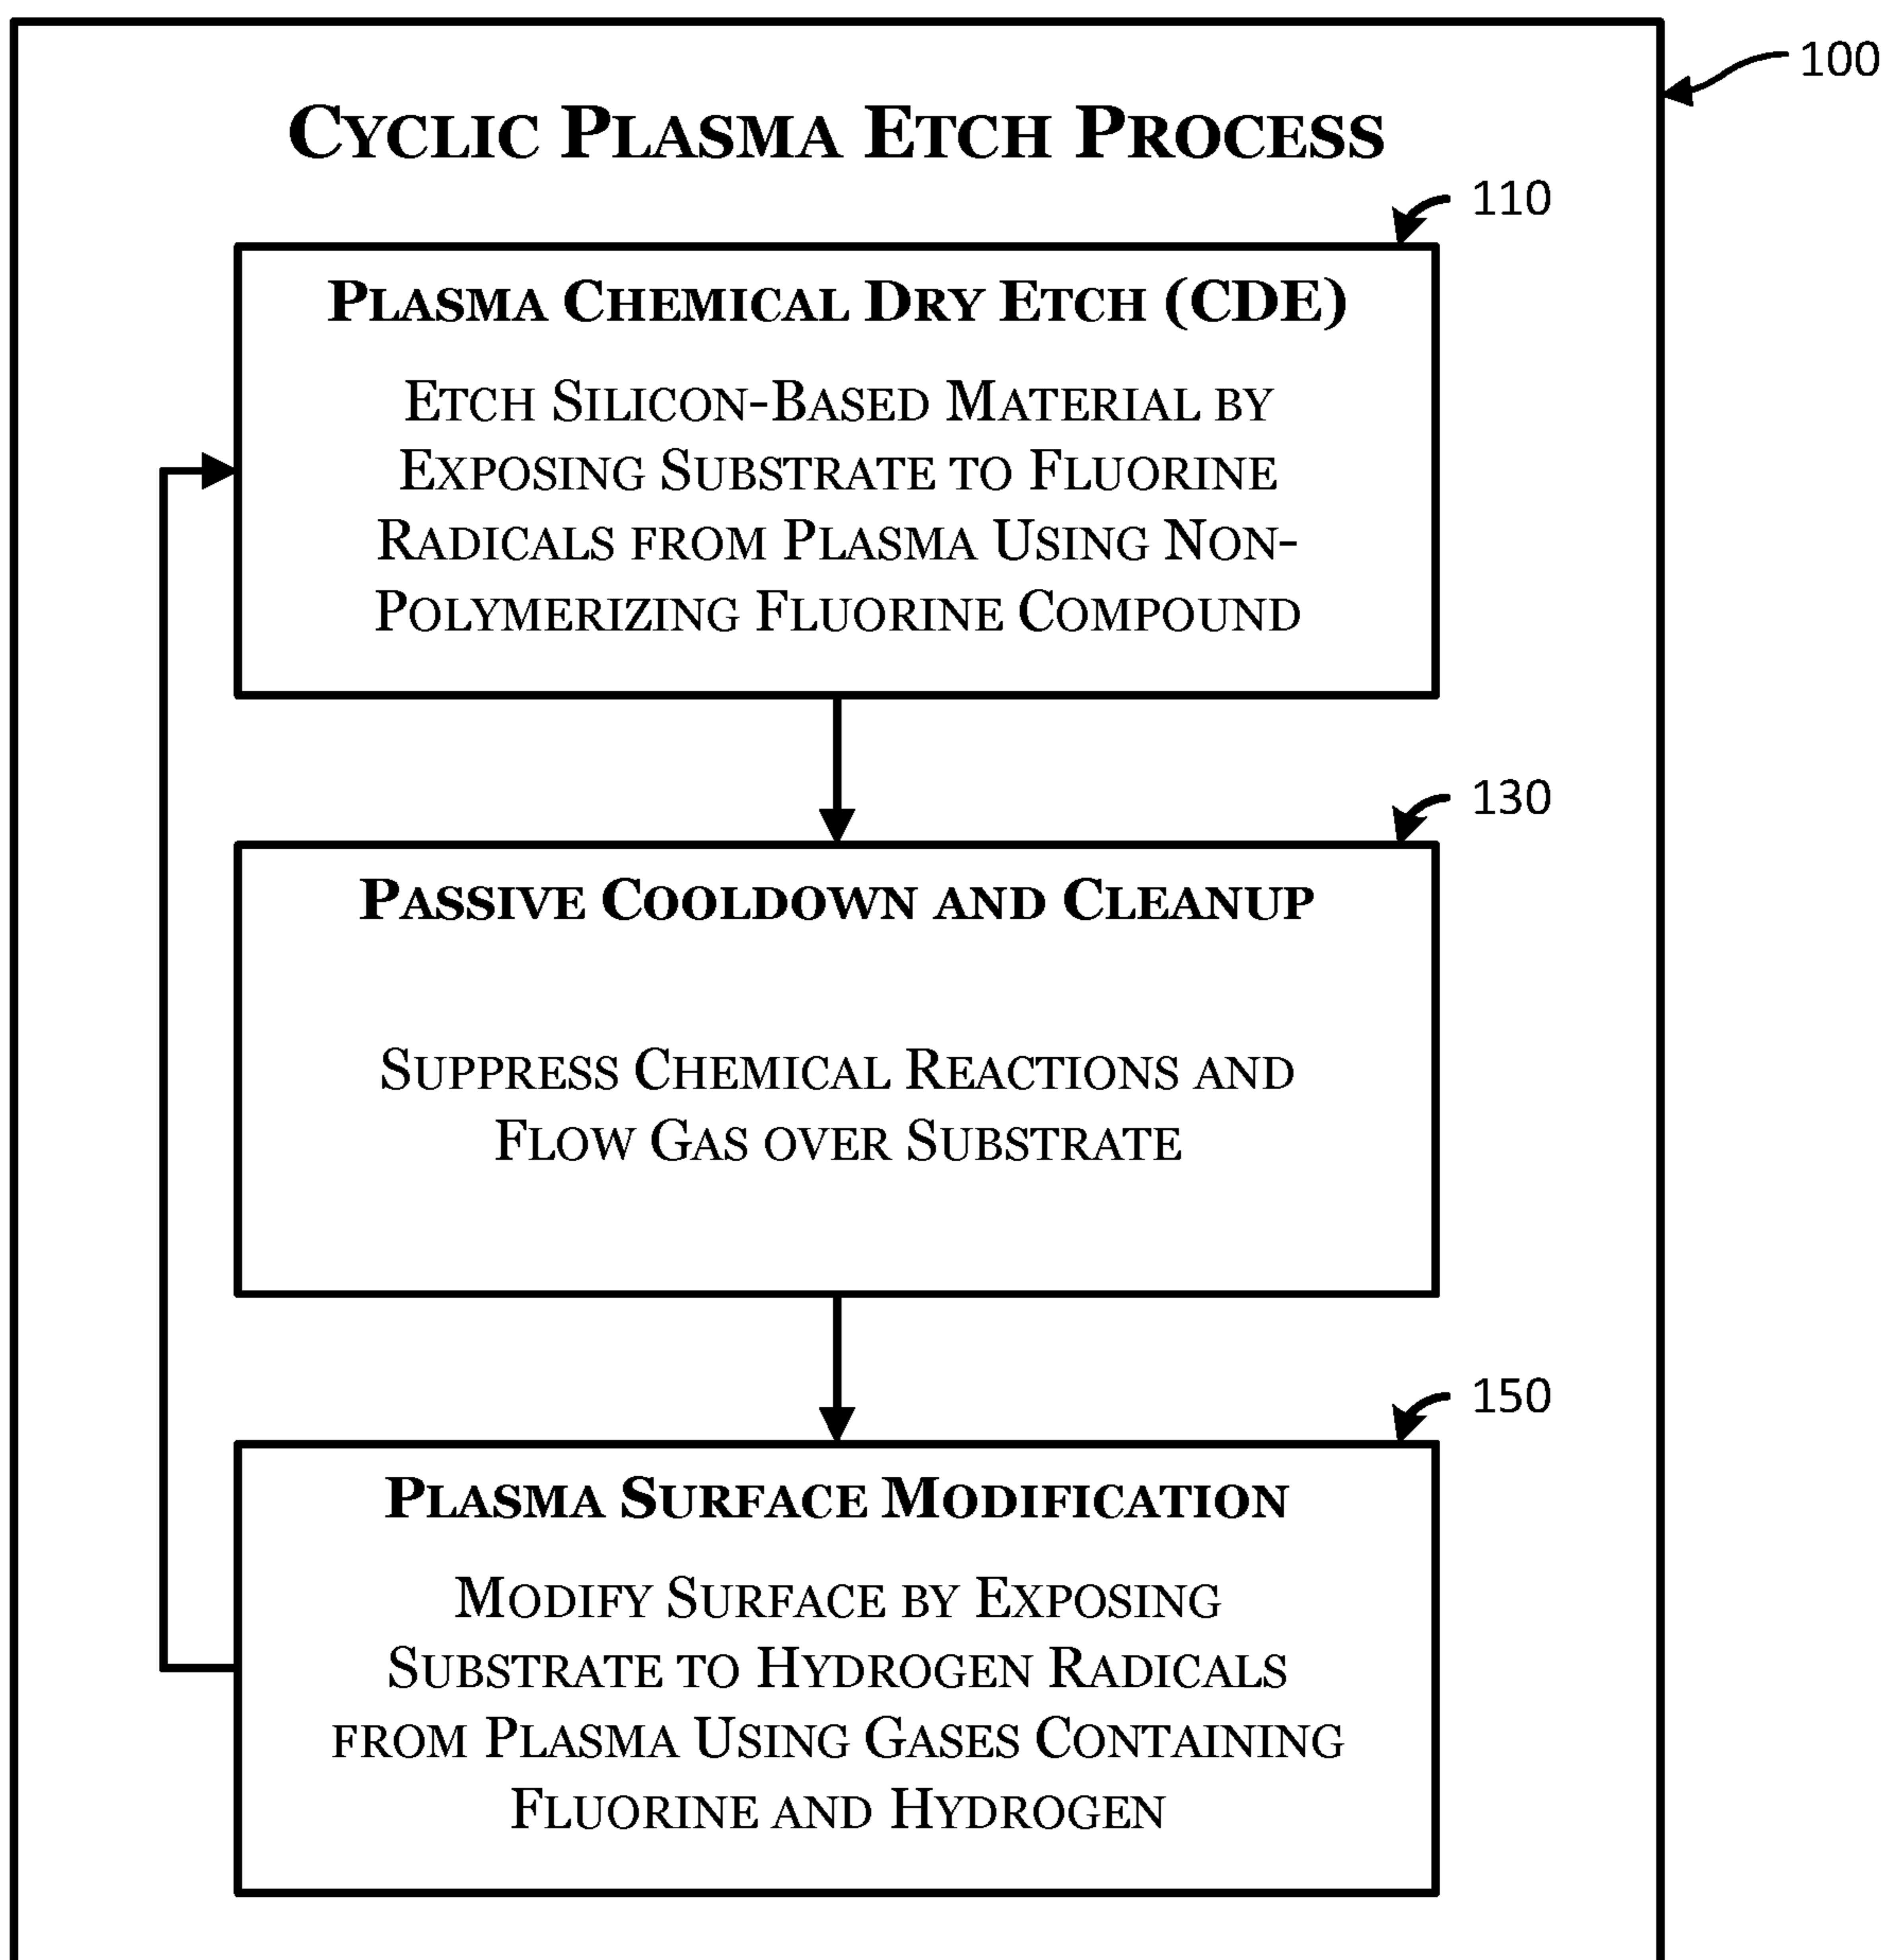 100
CYCLIC PLASMA ETCH PROCESS
110
PLASMA CHEMICAL DRY ETCH (CDE)
ETCH SILICON-BASED MATERIAL BY
EXPOSING SUBSTRATE TO FLUORINE
RADICALS FROM PLASMA USING NON-
POLYMERIZING FLUORINE COMPOUND
130
PASSIVE COOLDOWN AND CLEANUP
SUPPRESS CHEMICAL REACTIONS AND
FLOW GAS OVER SUBSTRATE
150
PLASMA SURFACE MODIFICATION
MODIFY SURFACE BY EXPOSING
SUBSTRATE TO HYDROGEN RADICALS
FROM PLASMA USING GASES CONTAINING
FLUORINE AND HYDROGEN